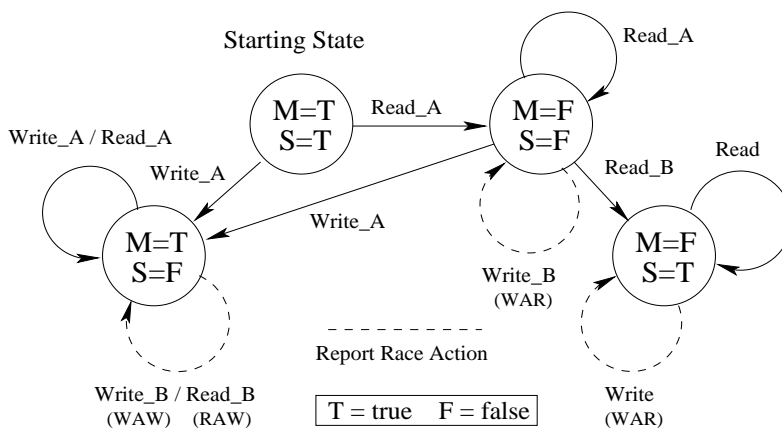 Starting State
Read_A
M=T
S=T
Read_A
M=F
S=F
Write_A / Read_A
Write_A
Read_B
Read
Write_A
M=T
S=F
M=F
S=T
Write_B
(WAR)
Report Race Action
Write_B / Read_B
(WAW) (RAW)
Write
(WAR)
T = true F = false